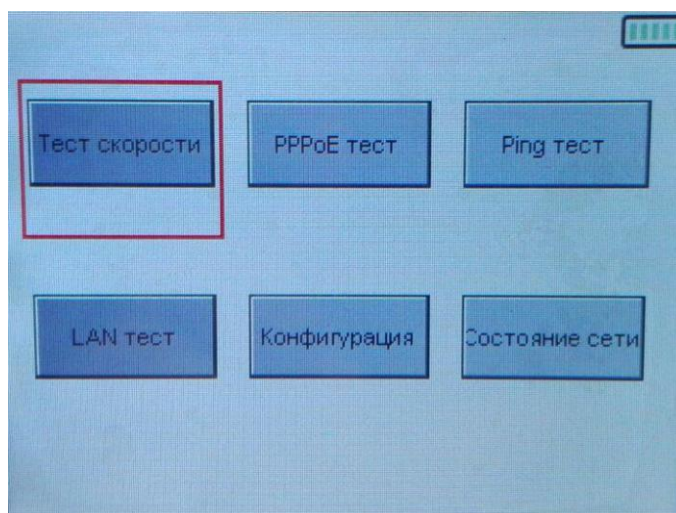 Тест скорости
PPPoE тест
Ping тест
LAN тест
Конфигурация
Состояние сети